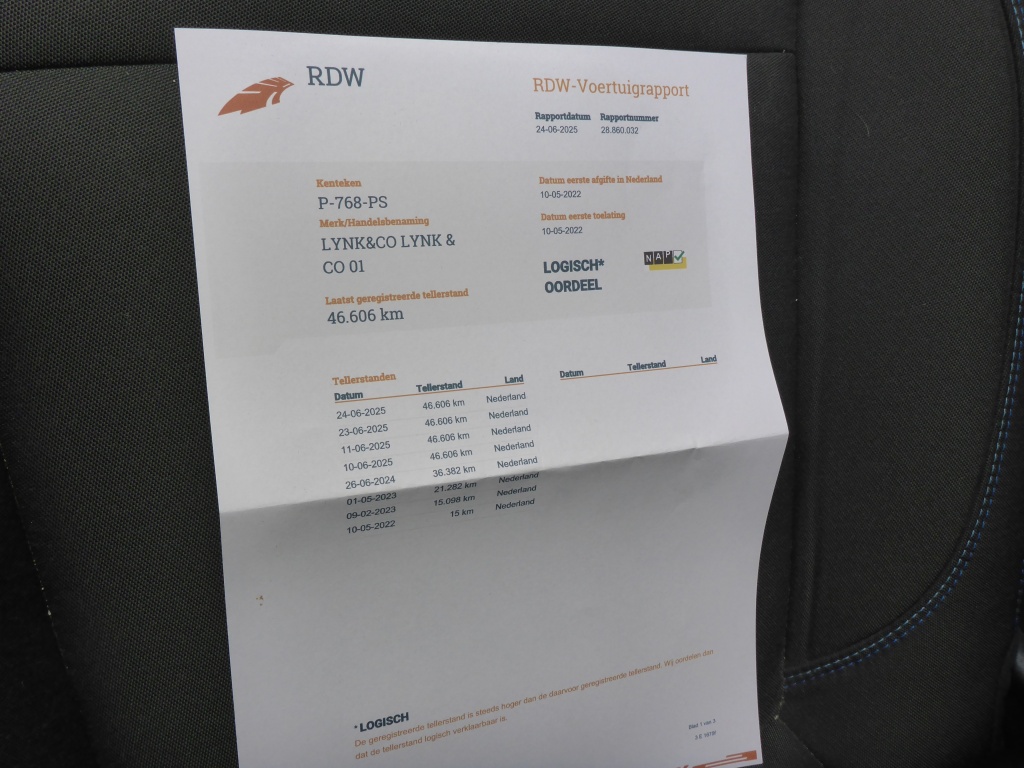 RDW
RDW-Voertuigrapport
Rapportdatum Rapportnummer
24-06-2025 28.860.032
Kenteken
P-768-PS
Merk/Handelsbenaming
LYNK&CO LYNK &
CO 01
Laatst geregistreerde tellerstand
46.606 km
Datum eerste afgifte in Nederland
10-05-2022
Datum eerste toelating
10-05-2022
LOGISCH*
OORDEEL
NAP
Tellerstanden
Datum Tellerstand Land
24-06-2025 46.606 km Nederland
23-06-2025 46.606 km Nederland
11-06-2025 46.606 km Nederland
10-06-2025 46.606 km Nederland
26-06-2024 36.382 km Nederland
01-05-2023 21.282 km Nederland
09-02-2023 15.098 km Nederland
10-05-2022 15 km Nederland
Datum Tellerstand Land
* LOGISCH
De geregistreerde tellerstand is steeds hoger dan de daarvoor geregistreerde tellerstand. Wij oordelen dan
dat de tellerstand logisch verklaarbaar is.
Blad 1 van 3